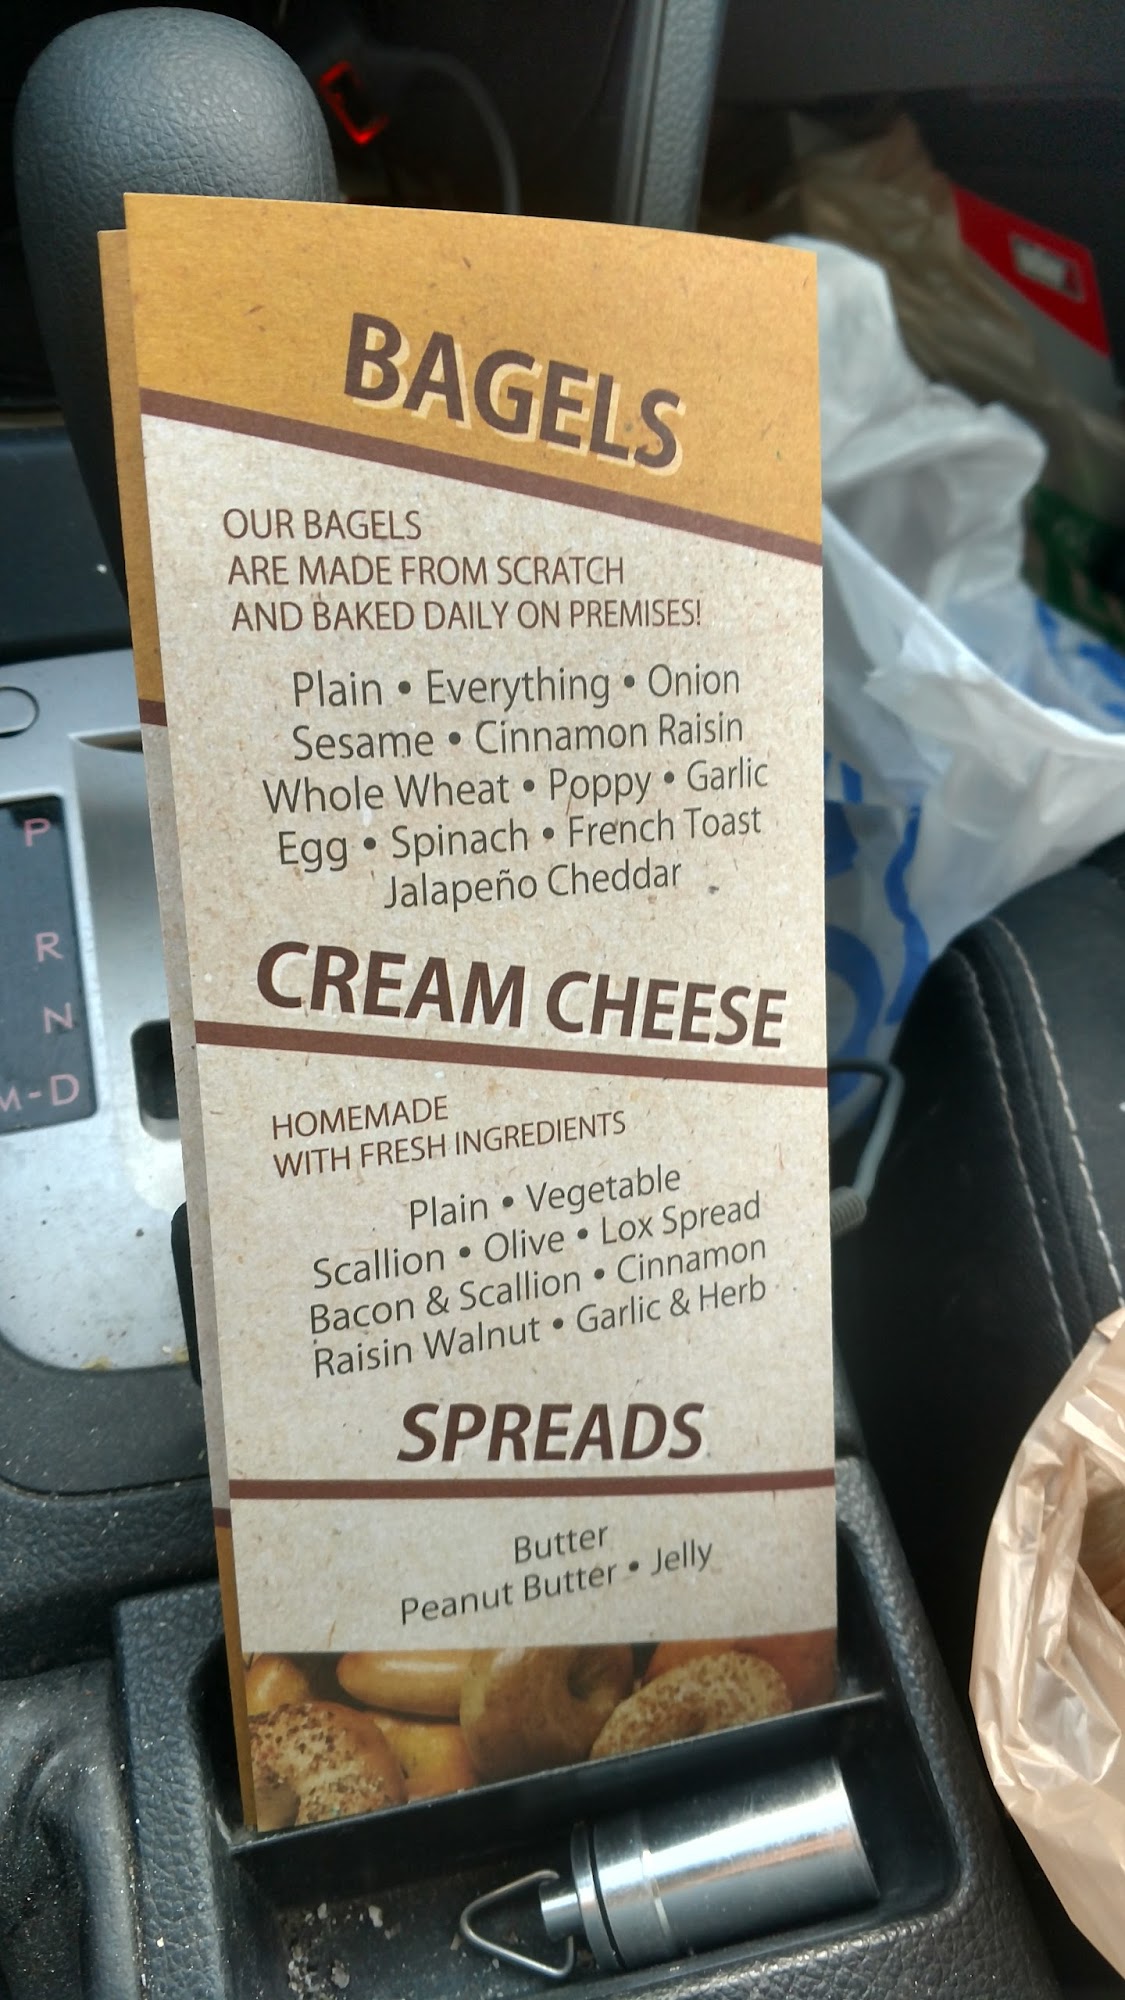 BAGELS
OUR BAGELS
ARE MADE FROM SCRATCH
AND BAKED DAILY ON PREMISES!
Plain • Everything • Onion
Sesame • Cinnamon Raisin
Whole Wheat • Poppy • Garlic
Egg • Spinach • French Toast
Jalapeño Cheddar
CREAM CHEESE
HOMEMADE
WITH FRESH INGREDIENTS
Plain • Vegetable
Scallion • Olive • Lox Spread
Bacon & Scallion • Cinnamon
Raisin Walnut • Garlic & Herb
SPREADS
Butter
Peanut Butter • Jelly
P
R
N
M-D